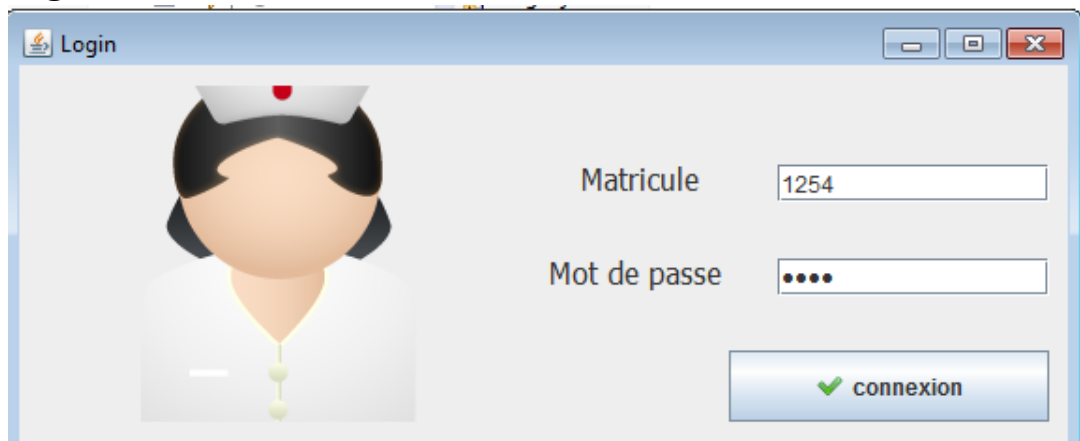 Login
Matricule
1254
Mot de passe
••••
connexion